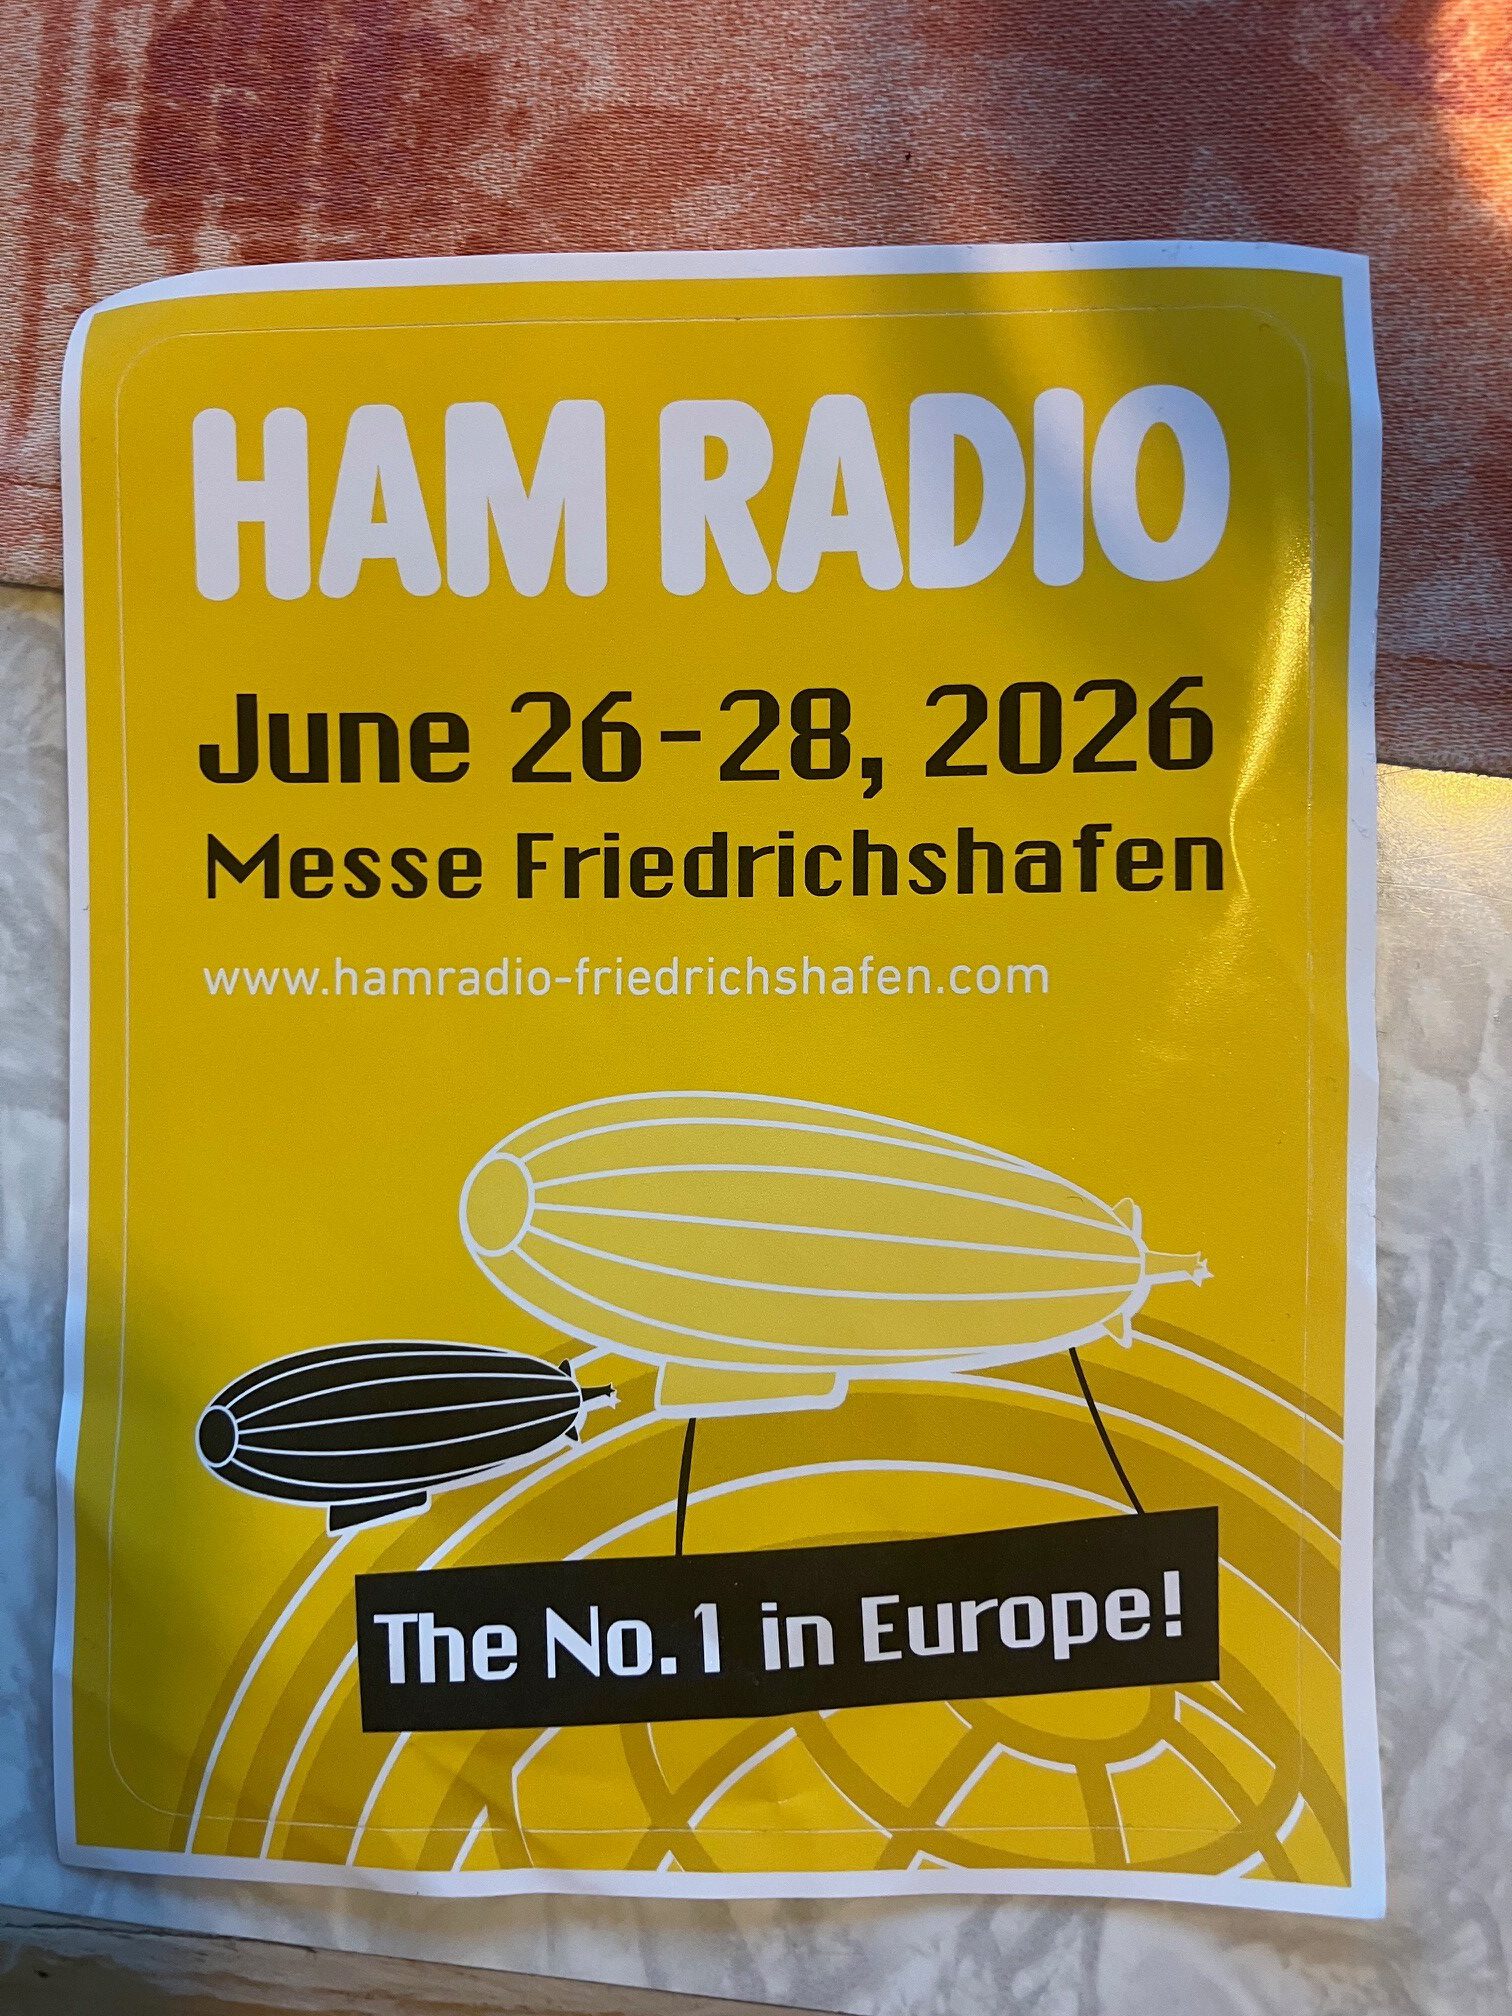 HAM RADIO
June 26-28, 2026
Messe Friedrichshafen
www.hamradio-friedrichshafen.com
The No.1 in Europe!